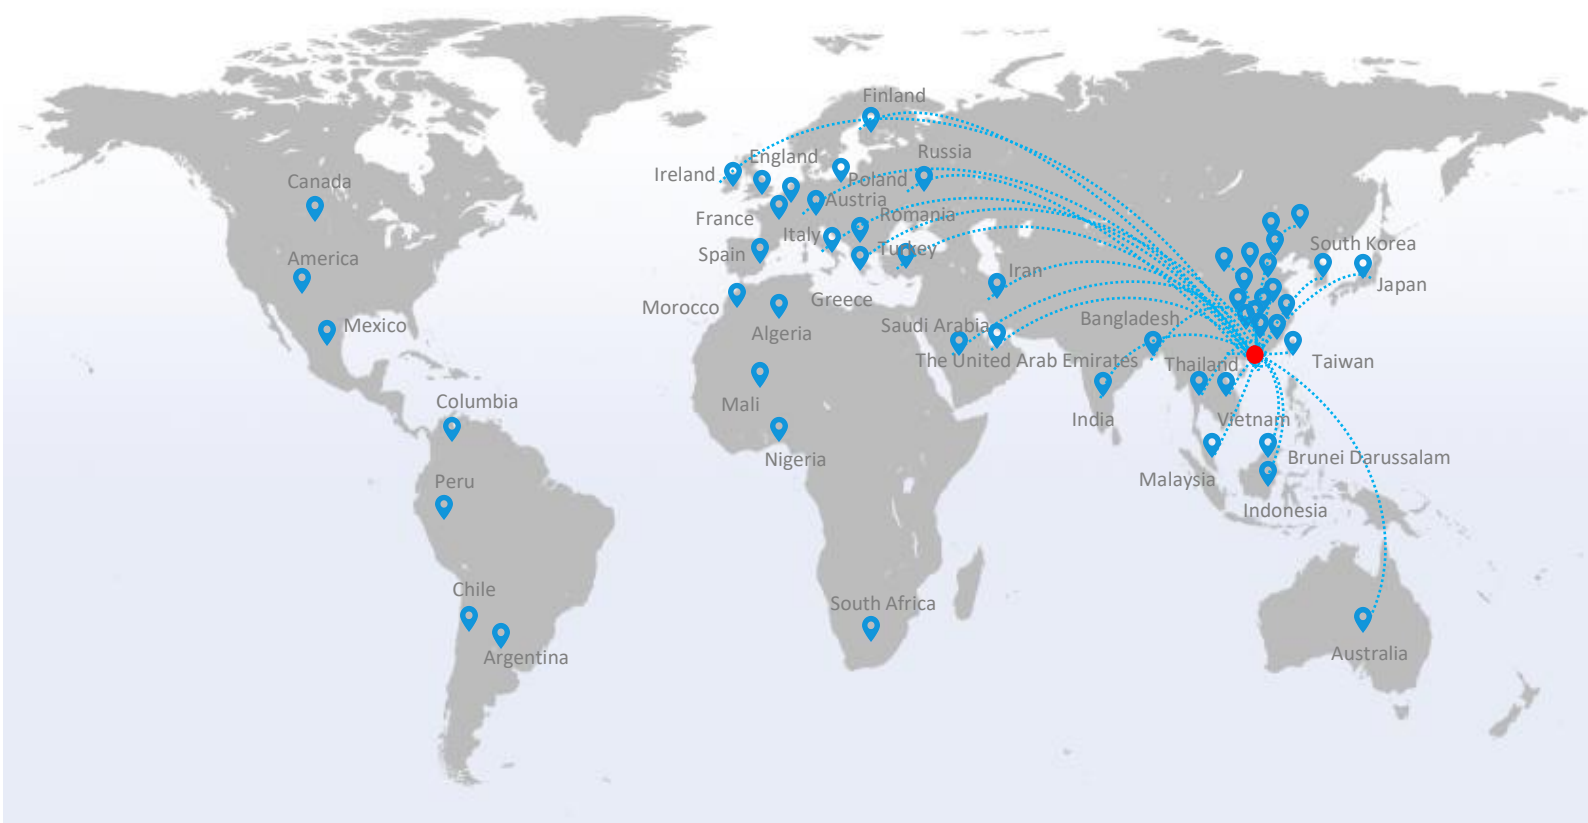 Finland
England
Russia
Ireland
Poland
Canada
Austria
France
Romania
Italy
South Korea
Spain
Turkey
America
Iran
Japan
Morocco
Greece
Algeria
Mexico
Saudi Arabia
Bangladesh
The United Arab Emirates
Thailand
Taiwan
Mali
Columbia
India
Vietnam
Nigeria
Brunei Darussalam
Peru
Malaysia
Indonesia
Chile
South Africa
Argentina
Australia